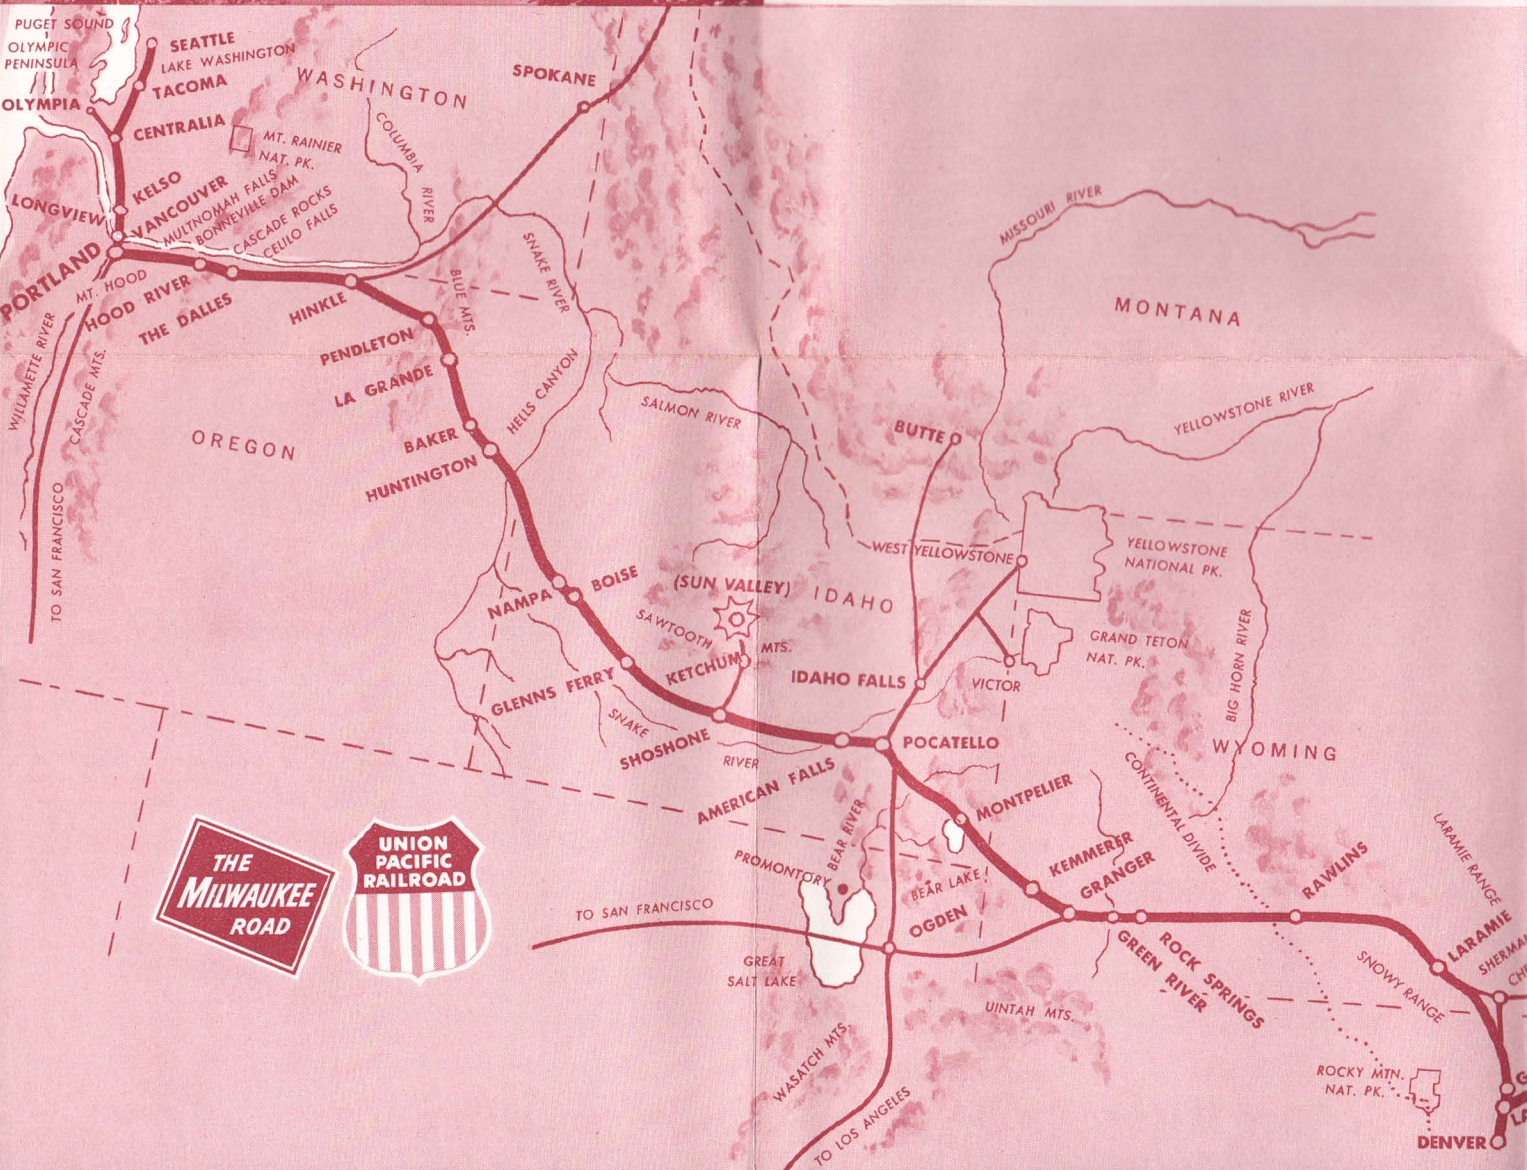 PUGET SOUND
OLYMPIC
PENINSULA
SEATTLE
LAKE WASHINGTON
TACOMA
OLYMPIA
CENTRALIA
WASHINGTON
SPOKANE
COLUMBIA
RIVER
MT. RAINIER
NAT. PK.
KELSO
LONGVIEW
VANCOUVER
MULTNOMAH FALLS
BONNEVILLE DAM
CASCADE ROCKS
CELILO FALLS
PORTLAND
MT. HOOD
HOOD RIVER
THE DALLES
HINKLE
WILLAMETTE RIVER
CASCADE MTS.
TO SAN FRANCISCO
OREGON
BLUE MTS.
PENDLETON
LA GRANDE
BAKER
HUNTINGTON
SNAKE RIVER
HELLS CANYON
SALMON RIVER
MISSOURI RIVER
MONTANA
BUTTE
YELLOWSTONE RIVER
WEST YELLOWSTONE
YELLOWSTONE
NATIONAL PK.
NAMPA
BOISE
(SUN VALLEY)
IDAHO
SAWTOOTH
MTS.
KETCHUM
GLENNS FERRY
SNAKE
RIVER
SHOSHONE
IDAHO FALLS
VICTOR
GRAND TETON
NAT. PK.
BIG HORN RIVER
WYOMING
CONTINENTAL DIVIDE
AMERICAN FALLS
POCATELLO
MONTPELIER
BEAR RIVER
PROMONTORY
BEAR LAKE
KEMMERER
GRANGER
RAWLINS
LARAMIE RANGE
LARAMIE
SHERMA
CHE
THE
MILWAUKEE
ROAD
UNION
PACIFIC
RAILROAD
TO SAN FRANCISCO
OGDEN
GREAT
SALT LAKE
GREEN RIVER
ROCK SPRINGS
SNOWY RANGE
UINTAH MTS.
WASATCH MTS.
TO LOS ANGELES
ROCKY MTN.
NAT. PK.
G
LA
DENVER